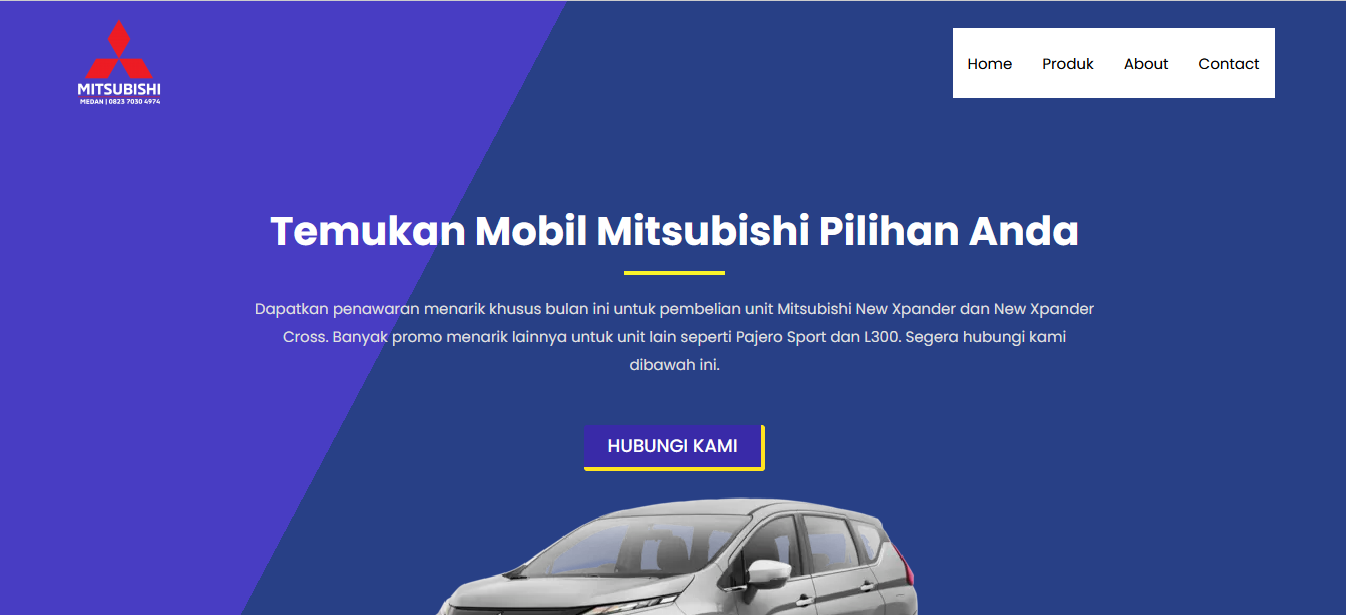 MITSUBISHI
MEDAN | 0823 7030 4974
Home Produk About Contact
Temukan Mobil Mitsubishi Pilihan Anda
Dapatkan penawaran menarik khusus bulan ini untuk pembelian unit Mitsubishi New Xpander dan New Xpander
Cross. Banyak promo menarik lainnya untuk unit lain seperti Pajero Sport dan L300. Segera hubungi kami
dibawah ini.
HUBUNGI KAMI